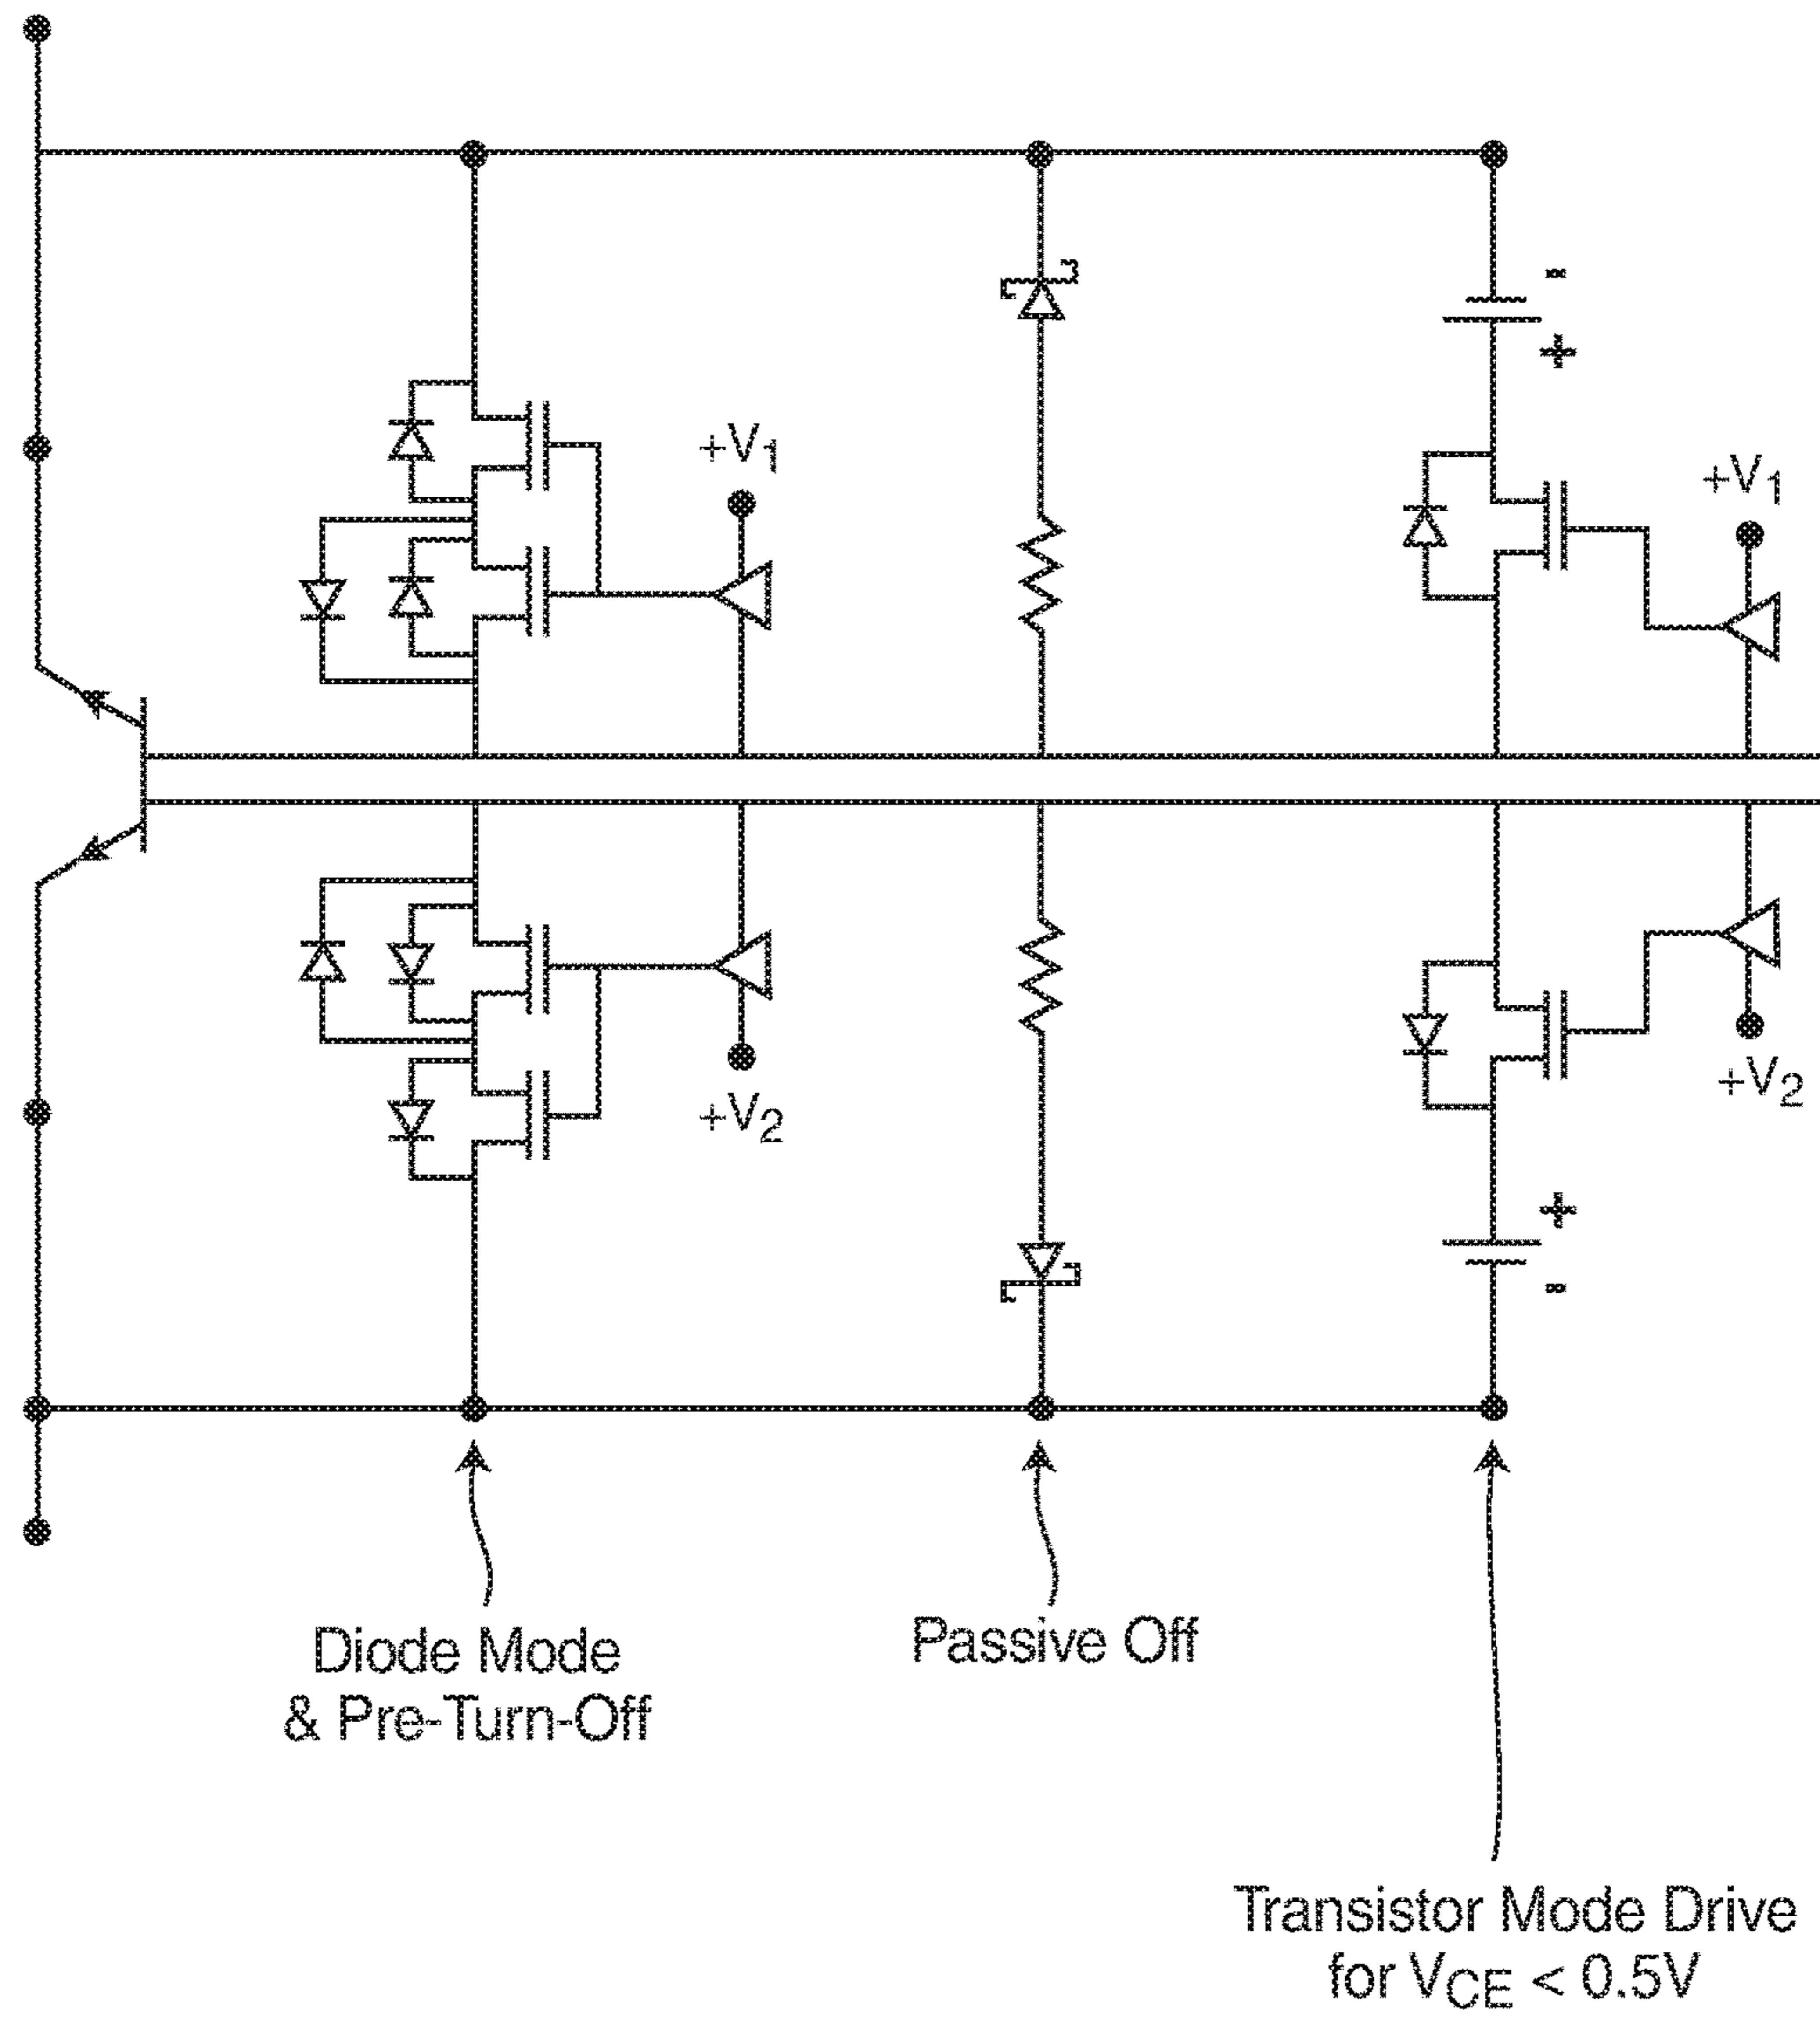 -
+
+V1
+V1
+V2
+V2
+
-
Diode Mode
& Pre-Turn-Off
Passive Off
Transistor Mode Drive
for VCE < 0.5V